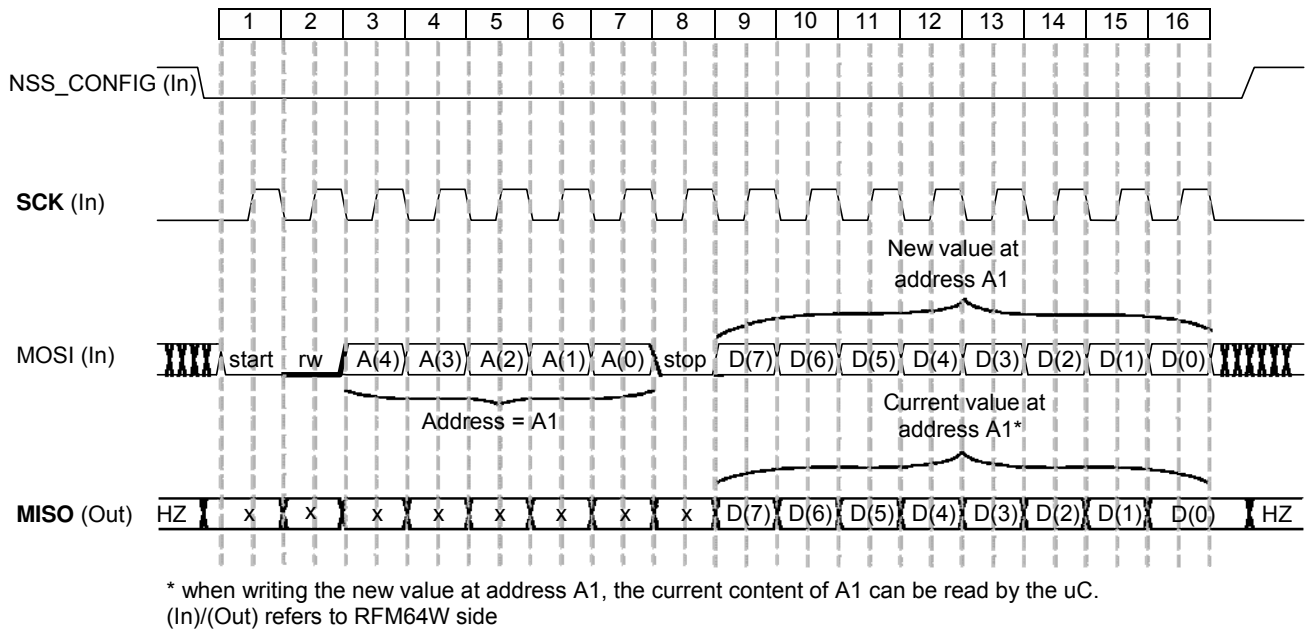 1 2 3 4 5 6 7 8 9 10 11 12 13 14 15 16
NSS_CONFIG (In)
SCK (In)
New value at
address A1
MOSI (In) start rw A(4) A(3) A(2) A(1) A(0) stop D(7) D(6) D(5) D(4) D(3) D(2) D(1) D(0)
Address = A1
Current value at
address A1*
MISO (Out) HZ x x x x x x x x D(7) D(6) D(5) D(4) D(3) D(2) D(1) D(0) HZ
* when writing the new value at address A1, the current content of A1 can be read by the uC.
(In)/(Out) refers to RFM64W side